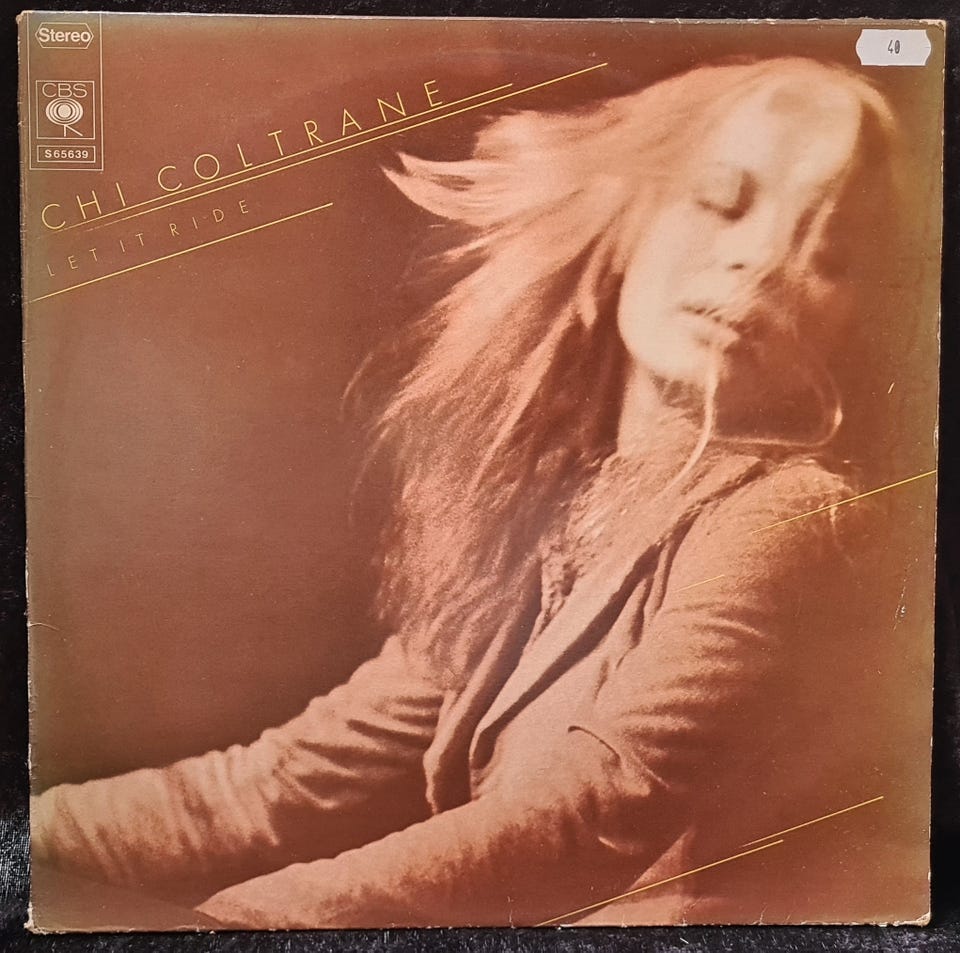 Stereo
CBS
S 65639
CHI COLTRANE
LET IT RIDE
40